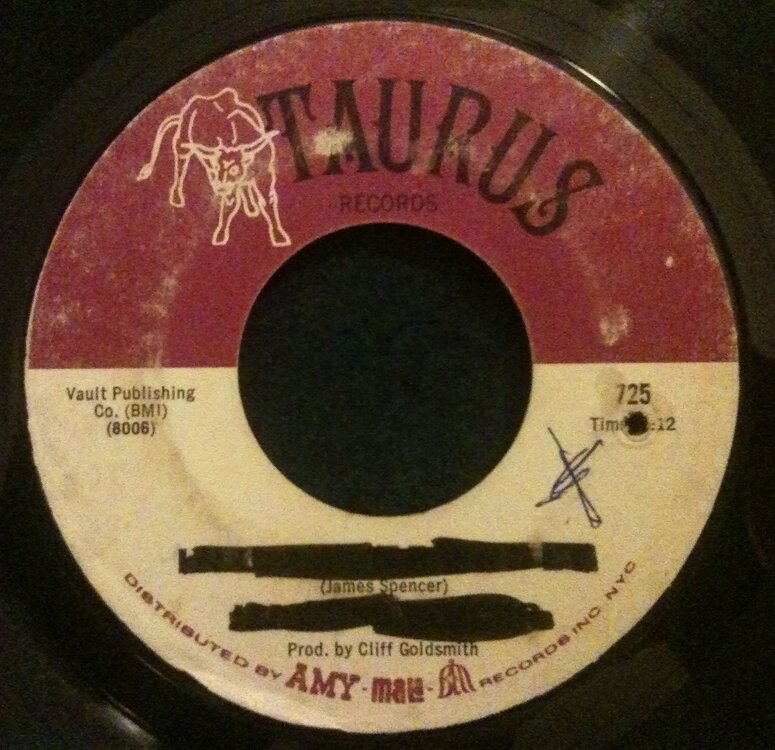 TAURUS
RECORDS
Vault Publishing
Co. (BMI)
(8006)
725
:12
(James Spencer)
Prod. by Cliff Goldsmith
DISTRIBUTED BY AMY - mala - Bell RECORDS INC. NYC